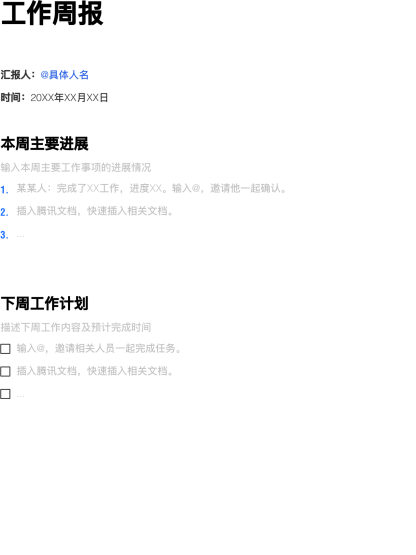 工作周报
汇报人：@具体人名
时间：20XX年XX月XX日
本周主要进展
输入本周主要工作事项的进展情况
1. 某某人：完成了XX工作，进度XX。输入@，邀请他一起确认。
2. 插入腾讯文档，快速插入相关文档。
3. ...
下周工作计划
描述下周工作内容及预计完成时间
输入@，邀请相关人员一起完成任务。
插入腾讯文档，快速插入相关文档。
...